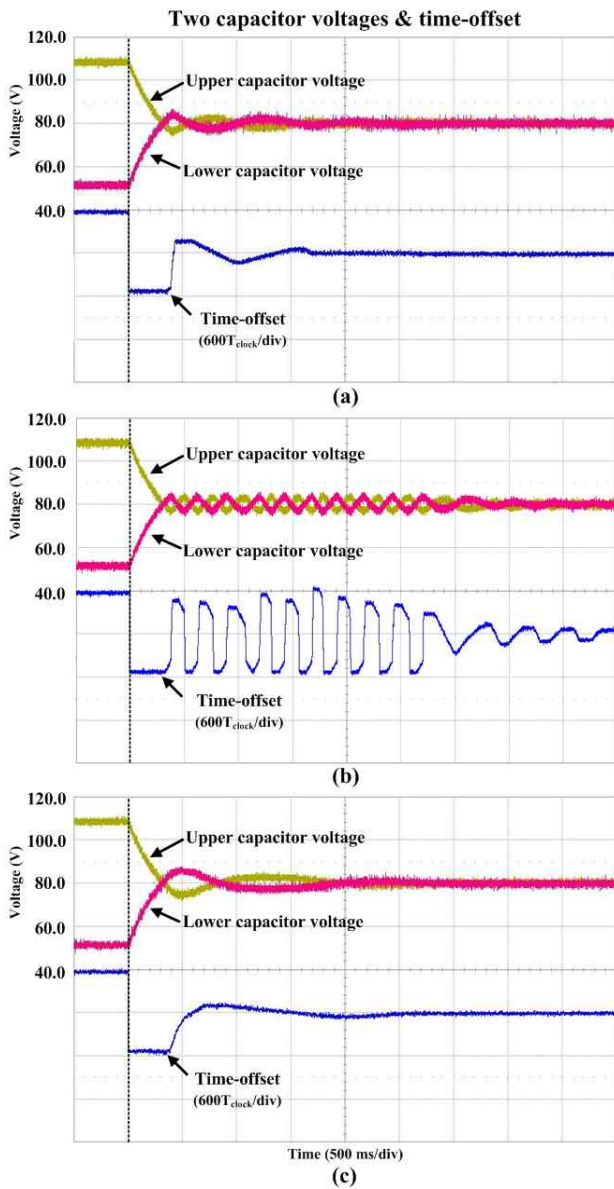 Two capacitor voltages & time-offset
120.0
100.0
80.0
60.0
40.0
Voltage (V)
Upper capacitor voltage
Lower capacitor voltage
Time-offset
(600Tclock/div)
(a)
120.0
100.0
80.0
60.0
40.0
Voltage (V)
Upper capacitor voltage
Lower capacitor voltage
Time-offset
(600Tclock/div)
(b)
120.0
100.0
80.0
60.0
40.0
Voltage (V)
Upper capacitor voltage
Lower capacitor voltage
Time-offset
(600Tclock/div)
Time (500 ms/div)
(c)